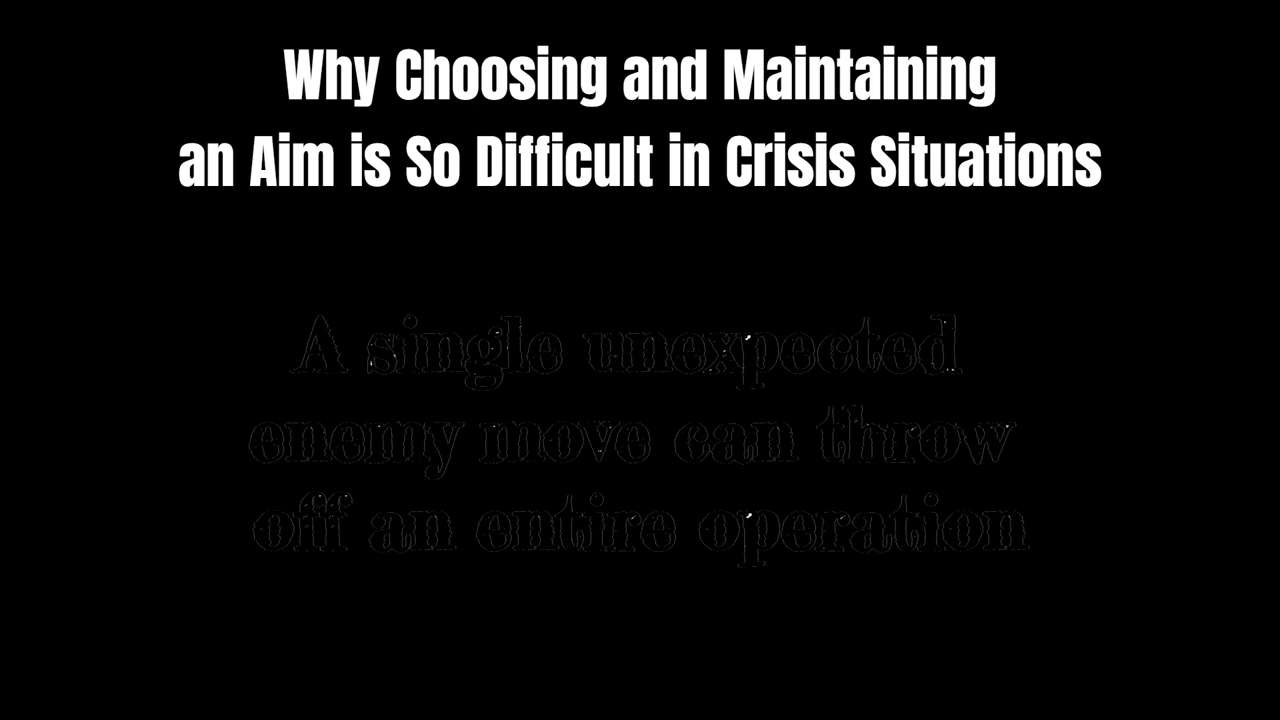 Why Choosing and Maintaining
an Aim is So Difficult in Crisis Situations
A single unexpected
enemy move can throw
off an entire operation